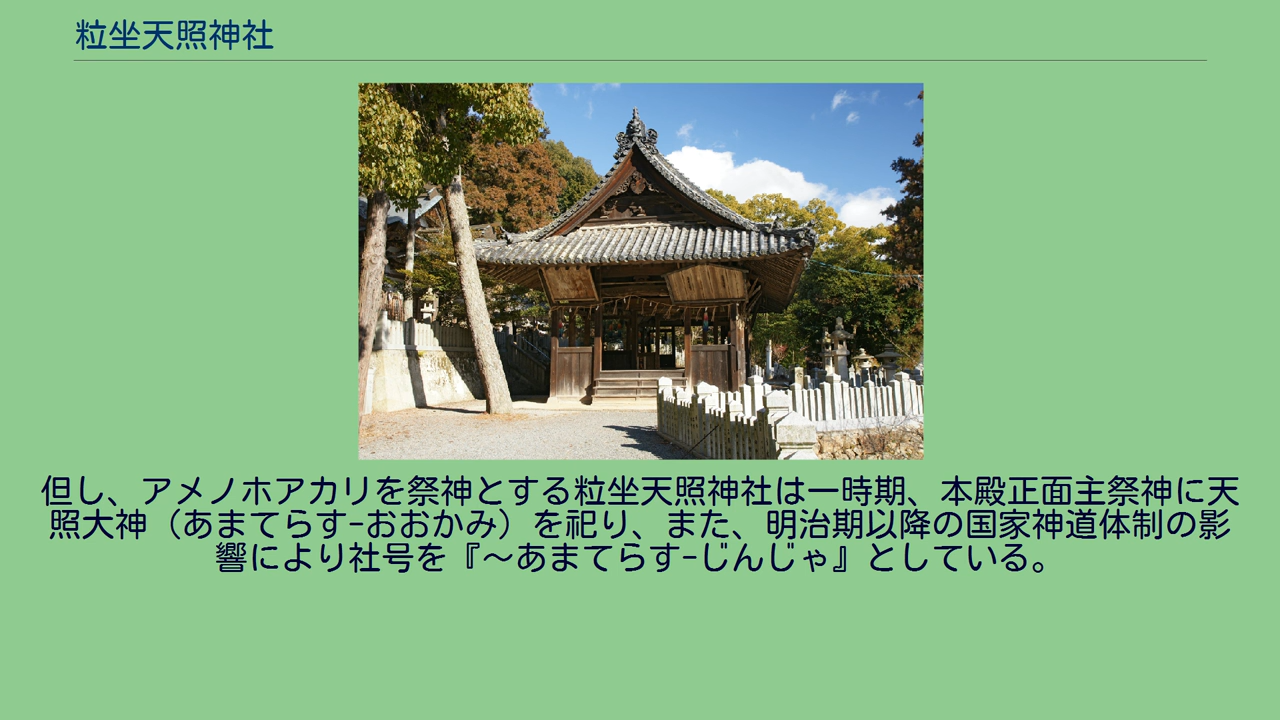 粒坐天照神社
但し、アメノホアカリを祭神とする粒坐天照神社は一時期、本殿正面主祭神に天
照大神（あまてらす-おおかみ）を祀り、また、明治期以降の国家神道体制の影
響により社号を『～あまてらす-じんじゃ』としている。